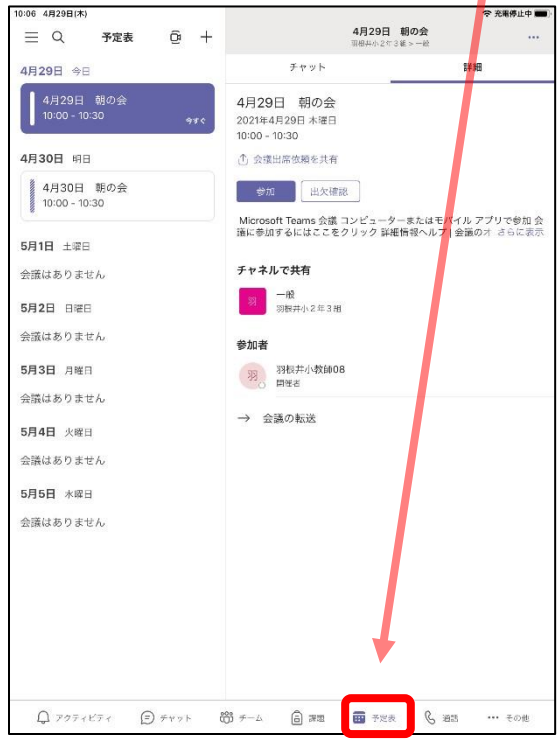 10:06 4月29日(木)
充電停止中
予定表
4月29日 今日
4月29日 朝の会
10:00 - 10:30
今すぐ
4月30日 明日
4月30日 朝の会
10:00 - 10:30
5月1日 土曜日
会議はありません
5月2日 日曜日
会議はありません
5月3日 月曜日
会議はありません
5月4日 火曜日
会議はありません
5月5日 水曜日
会議はありません
4月29日 朝の会
羽根井小2年3組 > 一般
チャット
詳細
4月29日 朝の会
2021年4月29日 木曜日
10:00 - 10:30
会議出席依頼を共有
参加
出欠確認
Microsoft Teams 会議 コンピューターまたはモバイル アプリで参加 会
議に参加するにはここをクリック 詳細情報ヘルプ | 会議のオ さらに表示
チャネルで共有
羽
一般
羽根井小2年3組
参加者
羽
羽根井小教師08
開催者
会議の転送
アクティビティ
チャット
チーム
課題
予定表
通話
その他